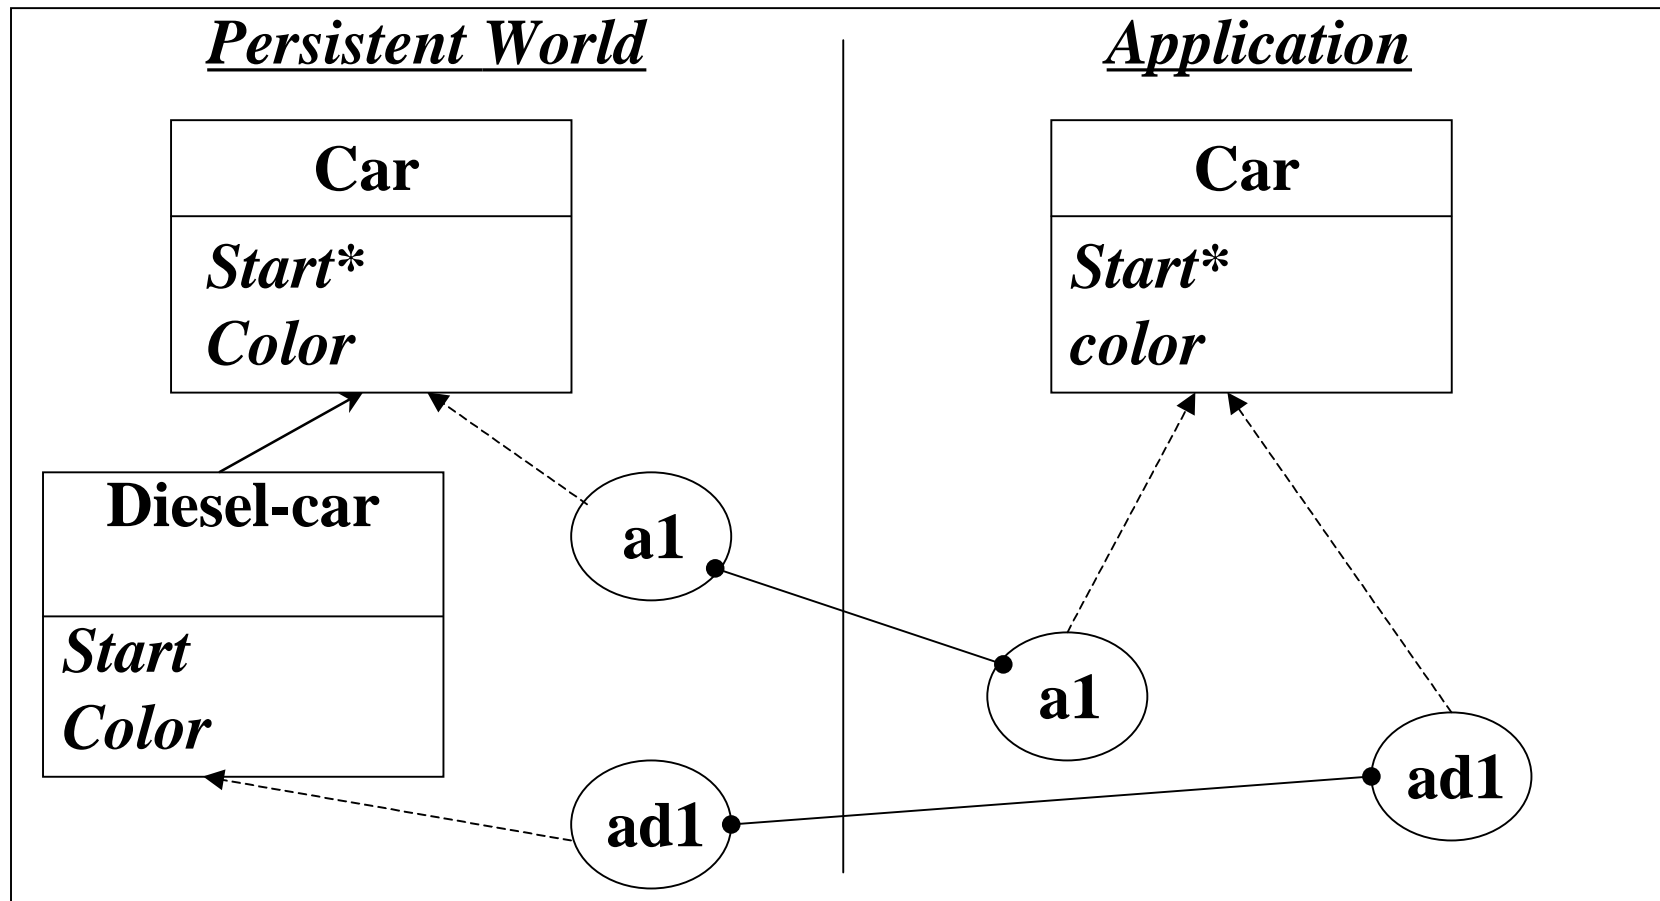 Persistent World
Application
Car
Start*
Color
Car
Start*
color
Diesel-car
Start
Color
a1
ad1
a1
ad1